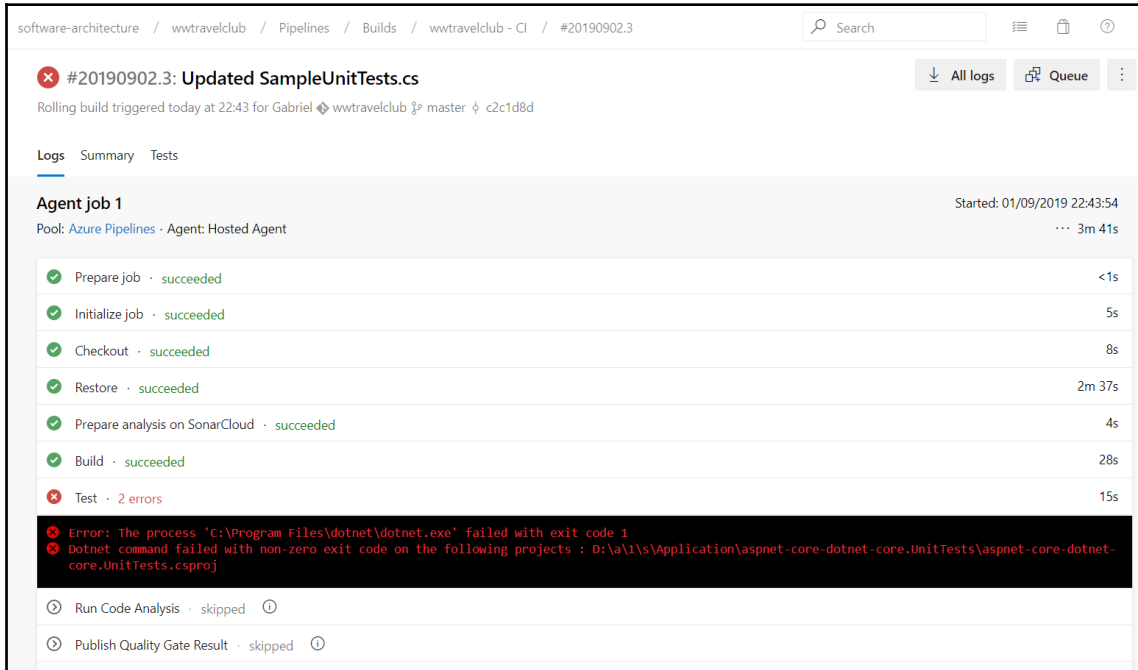 software-architecture / wwtravelclub / Pipelines / Builds / wwtravelclub - CI / #20190902.3 Search
#20190902.3: Updated SampleUnitTests.cs All logs Queue
Rolling build triggered today at 22:43 for Gabriel wwtravelclub master c2c1d8d
Logs Summary Tests
Agent job 1 Started: 01/09/2019 22:43:54
Pool: Azure Pipelines · Agent: Hosted Agent ··· 3m 41s
Prepare job · succeeded <1s
Initialize job · succeeded 5s
Checkout · succeeded 8s
Restore · succeeded 2m 37s
Prepare analysis on SonarCloud · succeeded 4s
Build · succeeded 28s
Test · 2 errors 15s
Error: The process 'C:\Program Files\dotnet\dotnet.exe' failed with exit code 1
Dotnet command failed with non-zero exit code on the following projects : D:\a\1\s\Application\aspnet-core-dotnet-core.UnitTests\aspnet-core-dotnet-
core.UnitTests.csproj
Run Code Analysis · skipped
Publish Quality Gate Result · skipped